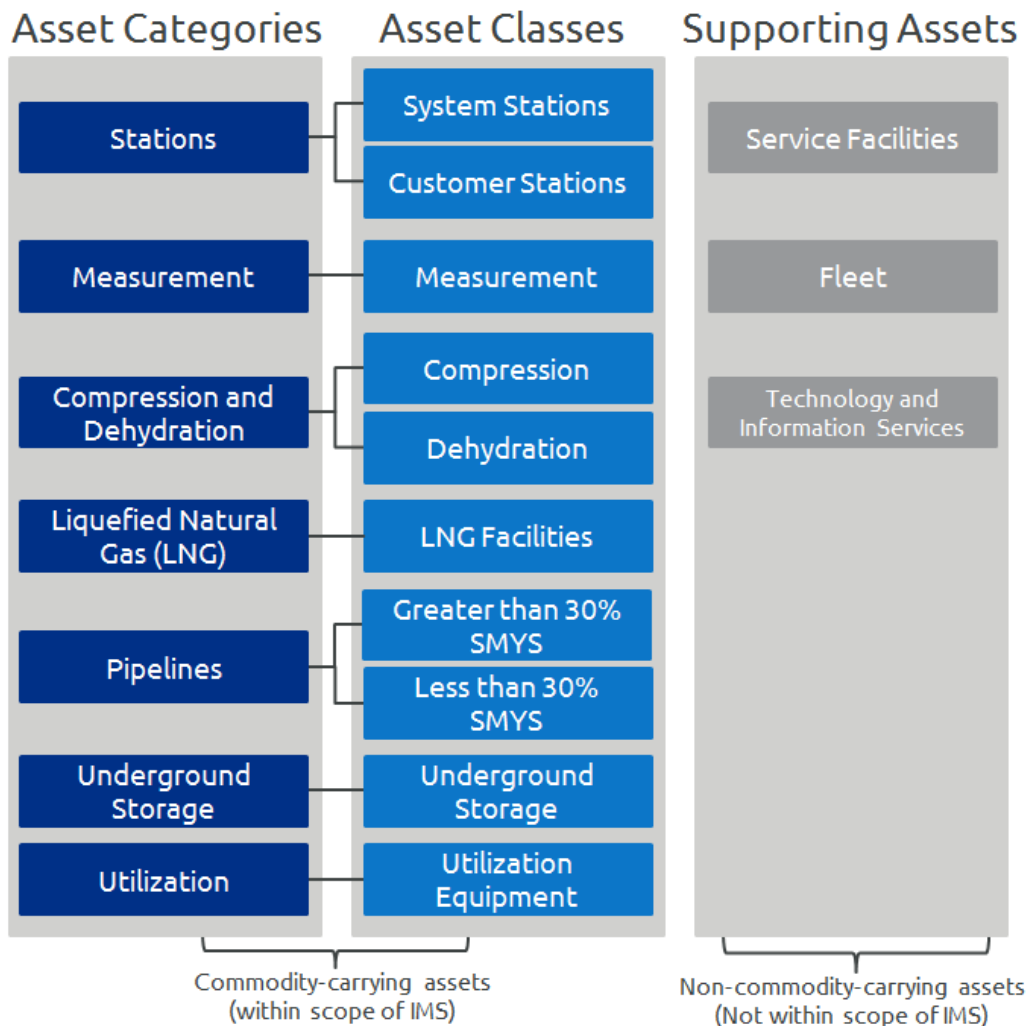 Asset Categories
Asset Classes
Supporting Assets
Stations
System Stations
Customer Stations
Service Facilities
Measurement
Measurement
Fleet
Compression and
Dehydration
Compression
Dehydration
Technology and
Information Services
Liquefied Natural
Gas (LNG)
LNG Facilities
Pipelines
Greater than 30%
SMYS
Less than 30%
SMYS
Underground
Storage
Underground
Storage
Utilization
Utilization
Equipment
Commodity-carrying assets
(within scope of IMS)
Non-commodity-carrying assets
(Not within scope of IMS)